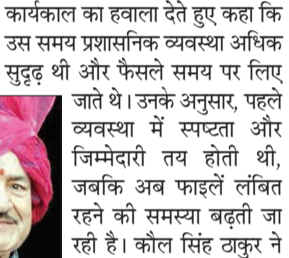 कार्यकाल का हवाला देते हुए कहा कि
उस समय प्रशासनिक व्यवस्था अधिक
सुदृढ़ थी और फैसले समय पर लिए
जाते थे। उनके अनुसार, पहले
व्यवस्था में स्पष्टता और
जिम्मेदारी तय होती थी,
जबकि अब फाइलें लंबित
रहने की समस्या बढ़ती जा
रही है। कौल सिंह ठाकुर ने